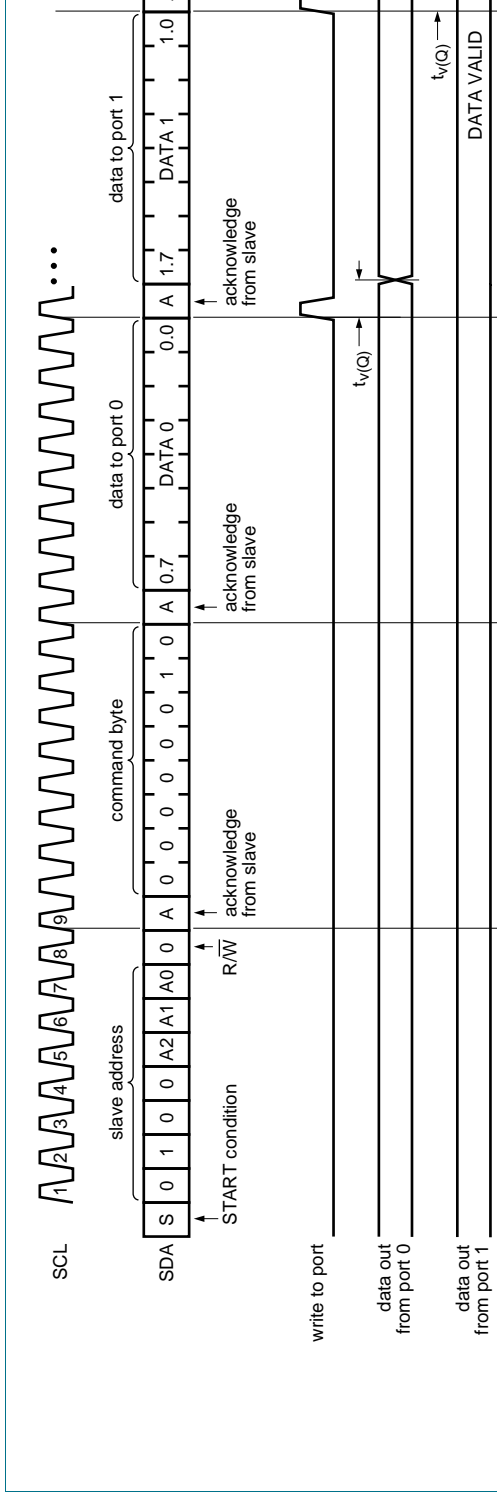 SCL
1 2 3 4 5 6 7 8 9
slave address
command byte
data to port 0
data to port 1
SDA
S 0 1 0 0 A2 A1 A0 0 A 0 0 0 0 0 0 1 0 A 0.7 DATA 0 0.0 A 1.7 DATA 1 1.0
START condition
R/W
acknowledge
from slave
acknowledge
from slave
acknowledge
from slave
write to port
tv(Q)
data out
from port 0
tv(Q)
data out
from port 1
DATA VALID